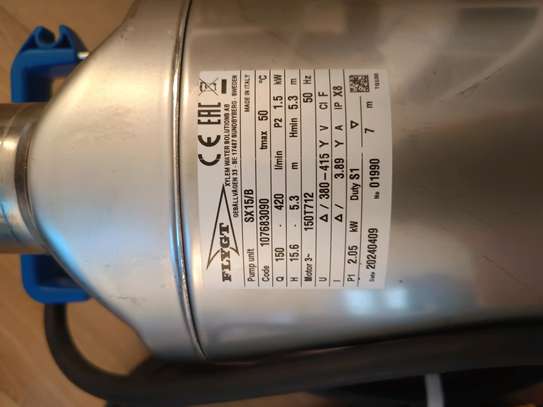 FLYGT
XYLEM WATER SOLUTIONS AB
GESÄLLVÄGEN 33 - SE 17487 SUNDBYBERG - SWEDEN
CE EAC
MADE IN ITALY
Pump unit SX15/B
Code 107683090 tmax 50 °C
Q 150 - 420 l/min P2 1.5 kW
H 15.6 - 5.3 m Hmin 5.3 m
Motor 3~ 150T712 50 Hz
U △ 380-415 Y V Cl F
I △ / 3.89 Y A IP X8
P1 2.05 kW Duty S1 ▽ 7 m
Date 20240409 No 01990